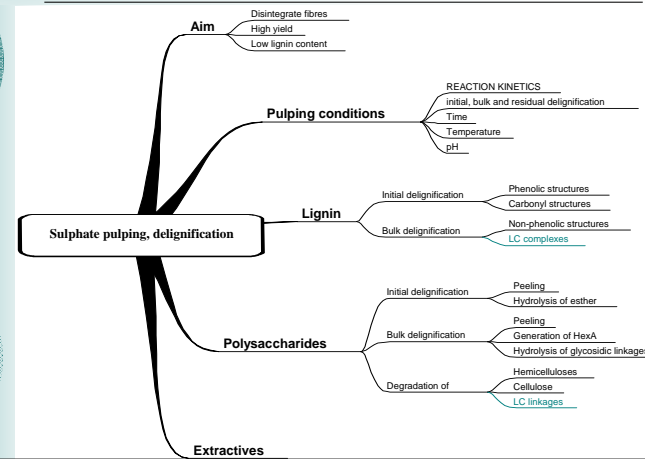 Disintegrate fibres
Aim
High yield
Low lignin content
REACTION KINETICS
initial, bulk and residual delignification
Pulping conditions
Time
Temperature
pH
Phenolic structures
Initial delignification
Carbonyl structures
Lignin
Non-phenolic structures
Bulk delignification
LC complexes
Sulphate pulping, delignification
Peeling
Initial delignification
Hydrolysis of esther
Peeling
Bulk delignification
Generation of HexA
Polysaccharides
Hydrolysis of glycosidic linkages
Hemicelluloses
Degradation of
Cellulose
LC linkages
Extractives